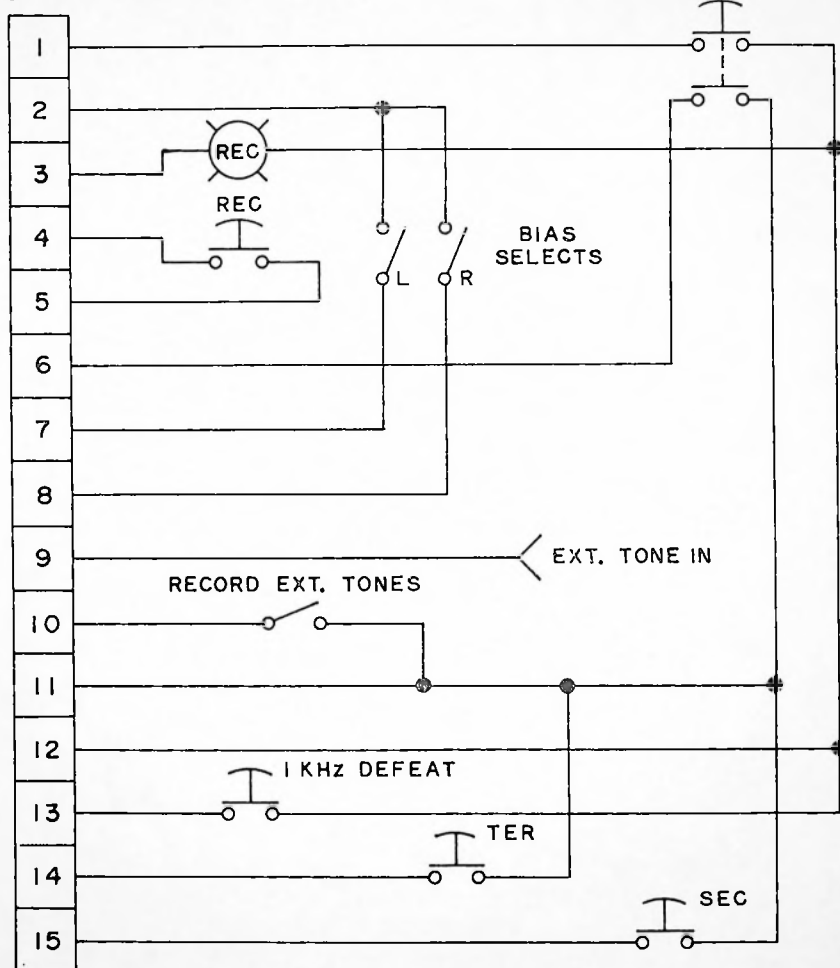 1
2
REC
3
REC
4
BIAS
SELECTS
5
L
R
6
7
8
9
EXT. TONE IN
RECORD EXT. TONES
10
11
12
1 KHz DEFEAT
13
TER
14
SEC
15